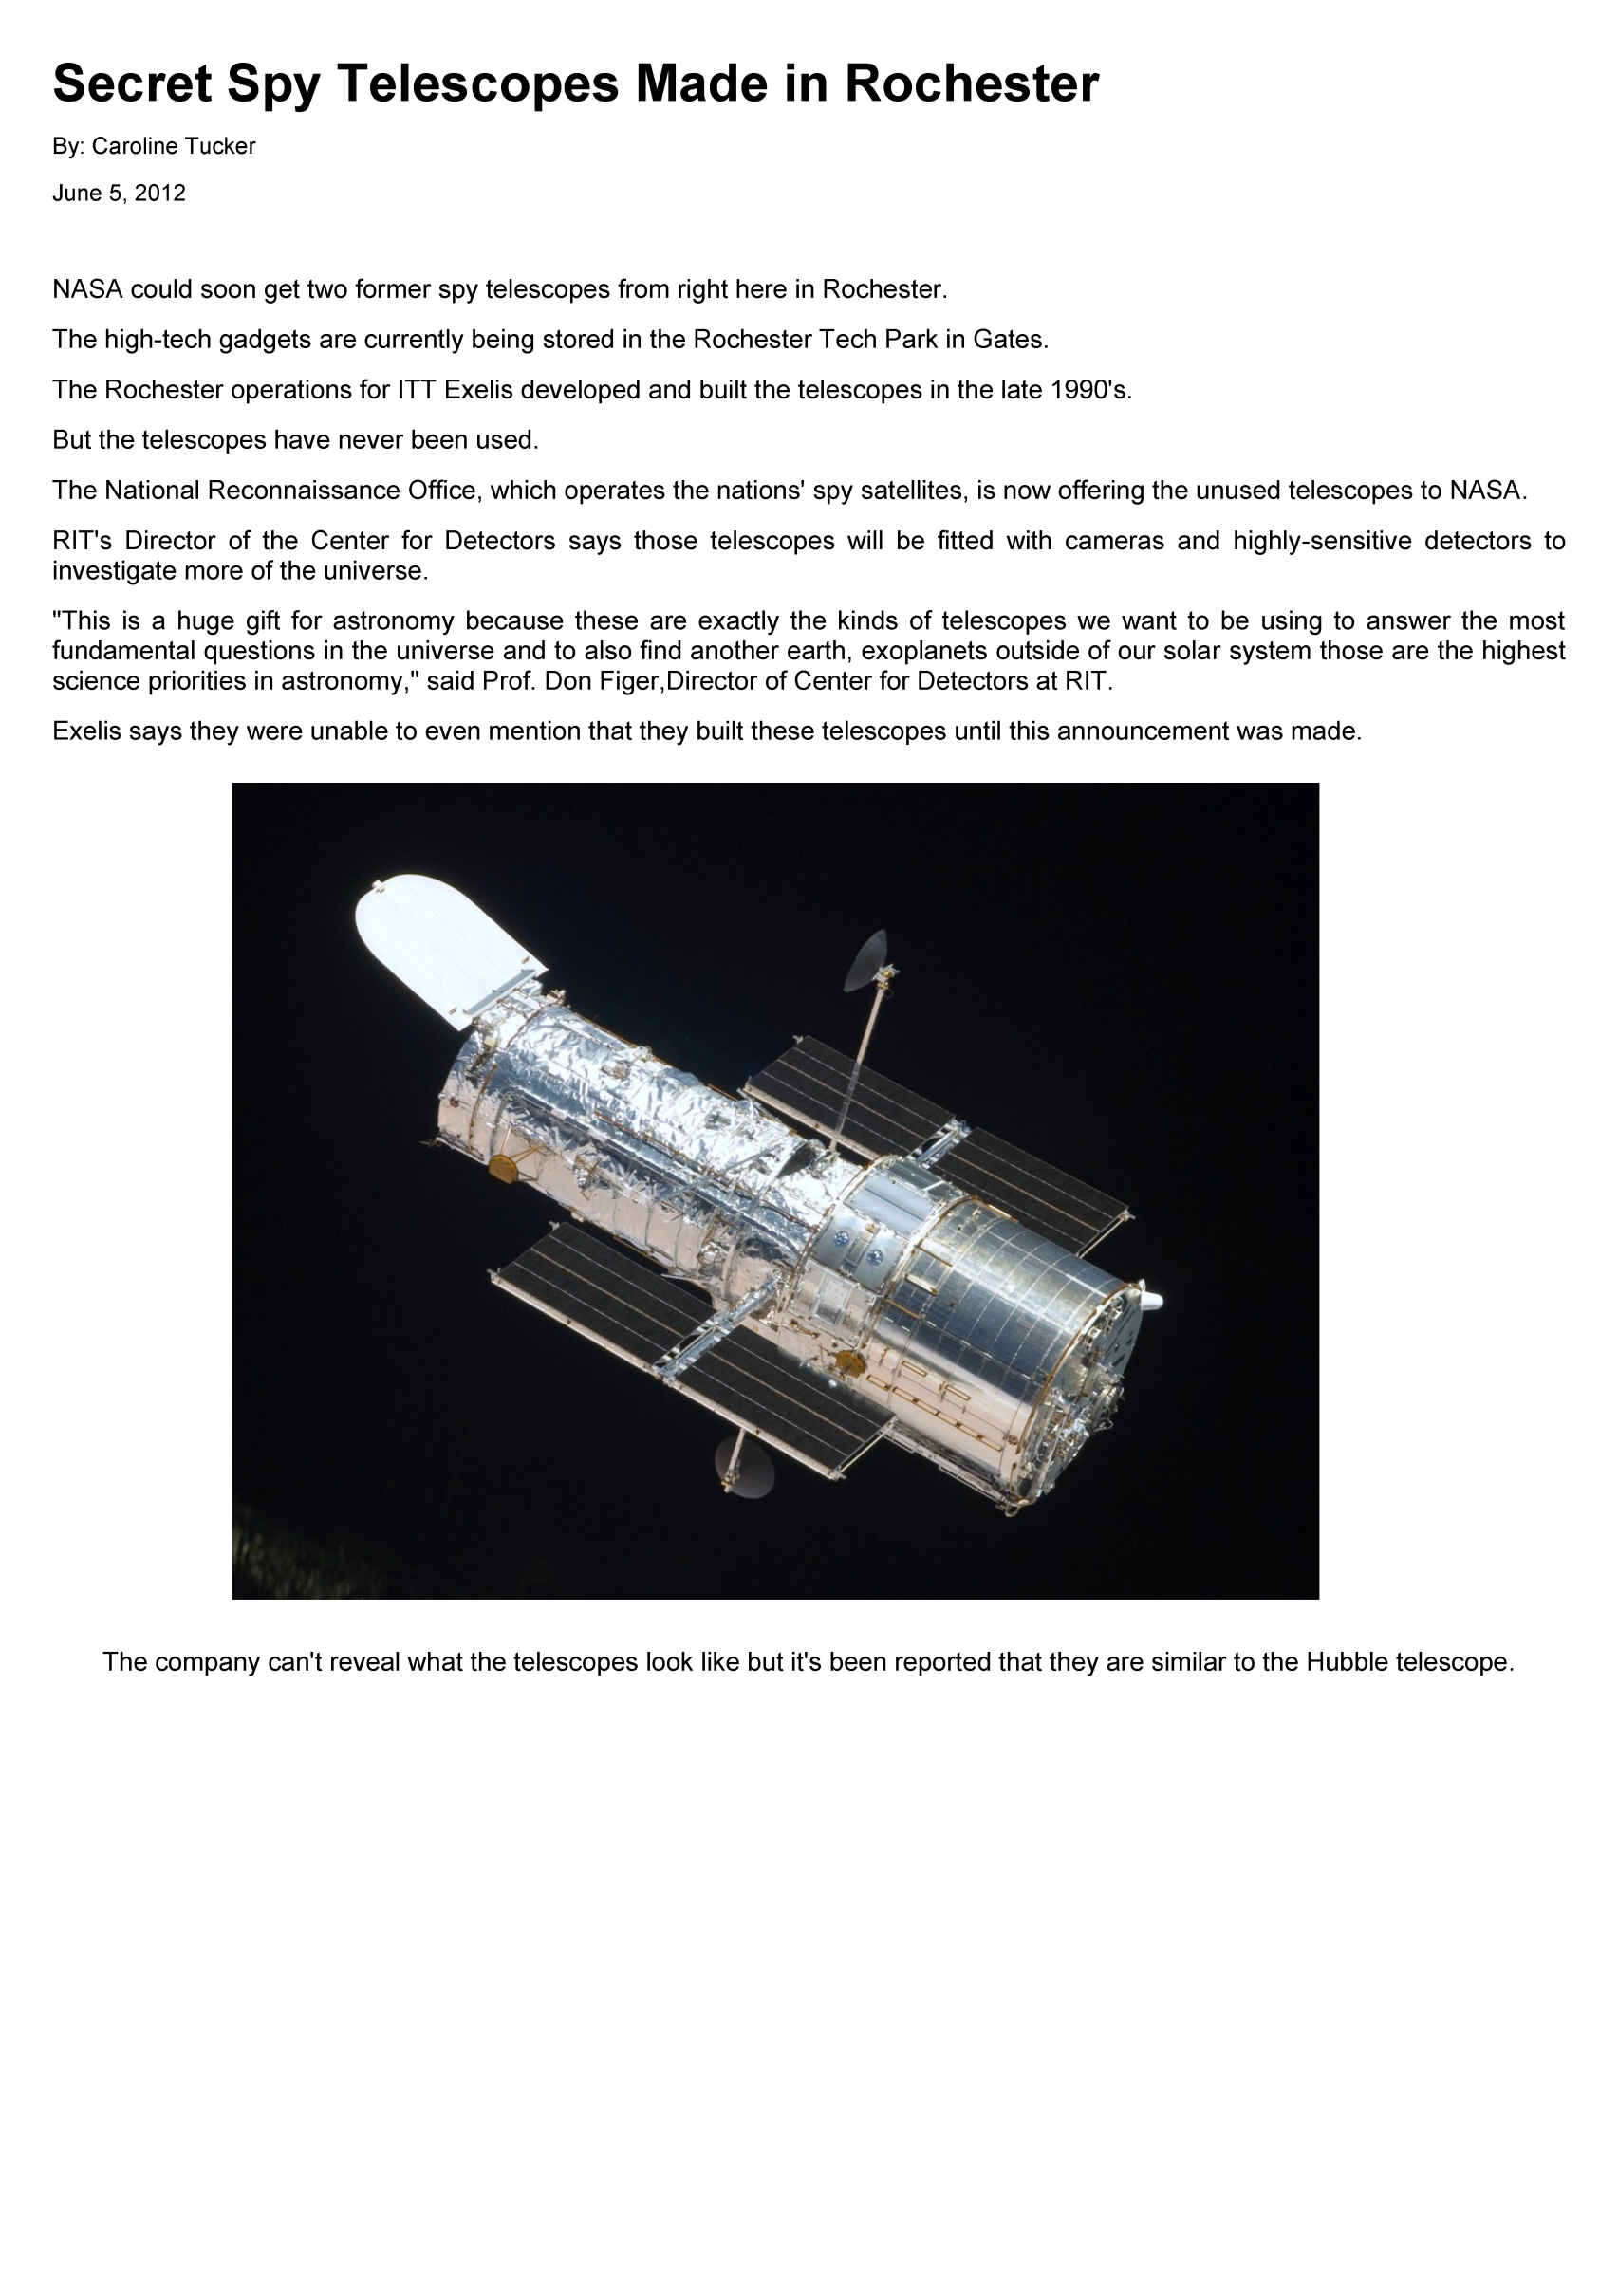 Secret Spy Telescopes Made in Rochester
By: Caroline Tucker
June 5, 2012
NASA could soon get two former spy telescopes from right here in Rochester.
The high-tech gadgets are currently being stored in the Rochester Tech Park in Gates.
The Rochester operations for ITT Exelis developed and built the telescopes in the late 1990's.
But the telescopes have never been used.
The National Reconnaissance Office, which operates the nations' spy satellites, is now offering the unused telescopes to NASA.
RIT's Director of the Center for Detectors says those telescopes will be fitted with cameras and highly-sensitive detectors to
investigate more of the universe.
"This is a huge gift for astronomy because these are exactly the kinds of telescopes we want to be using to answer the most
fundamental questions in the universe and to also find another earth, exoplanets outside of our solar system those are the highest
science priorities in astronomy," said Prof. Don Figer,Director of Center for Detectors at RIT.
Exelis says they were unable to even mention that they built these telescopes until this announcement was made.
The company can't reveal what the telescopes look like but it's been reported that they are similar to the Hubble telescope.